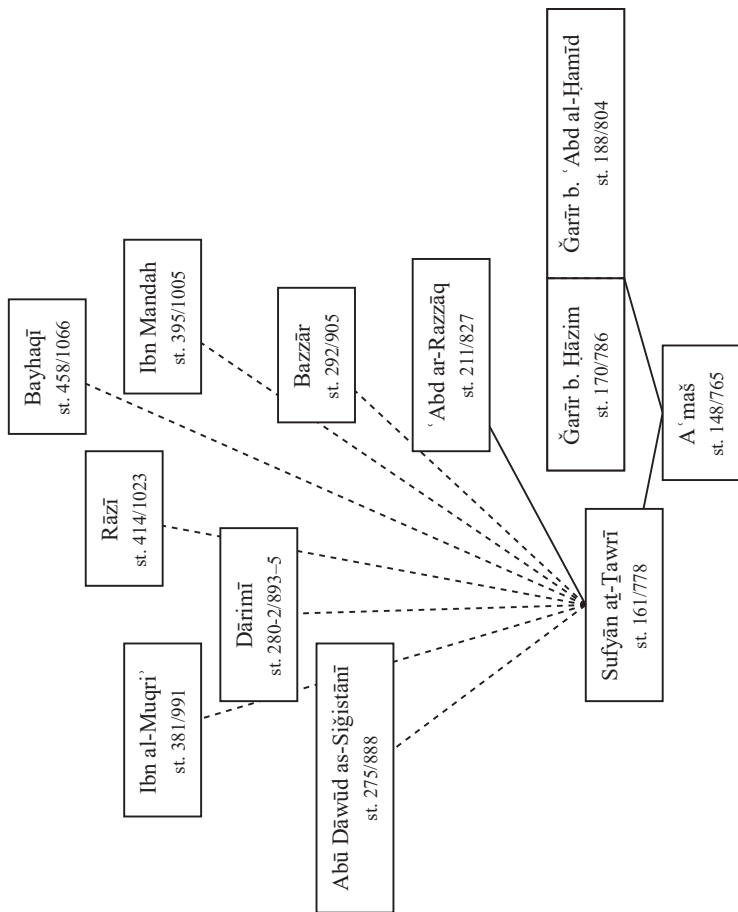 Bayhaqī
st. 458/1066
Ibn Mandah
st. 395/1005
Rāzī
st. 414/1023
Ibn al-Muqriʾ
st. 381/991
Dārimī
st. 280-2/893–5
Bazzār
st. 292/905
Abū Dāwūd as-Siǧistānī
st. 275/888
ʿAbd ar-Razzāq
st. 211/827
Sufyān aṯ-Ṯawrī
st. 161/778
Ǧarīr b. Ḥāzim
st. 170/786
Ǧarīr b. ʿAbd al-Ḥamīd
st. 188/804
Aʿmaš
st. 148/765